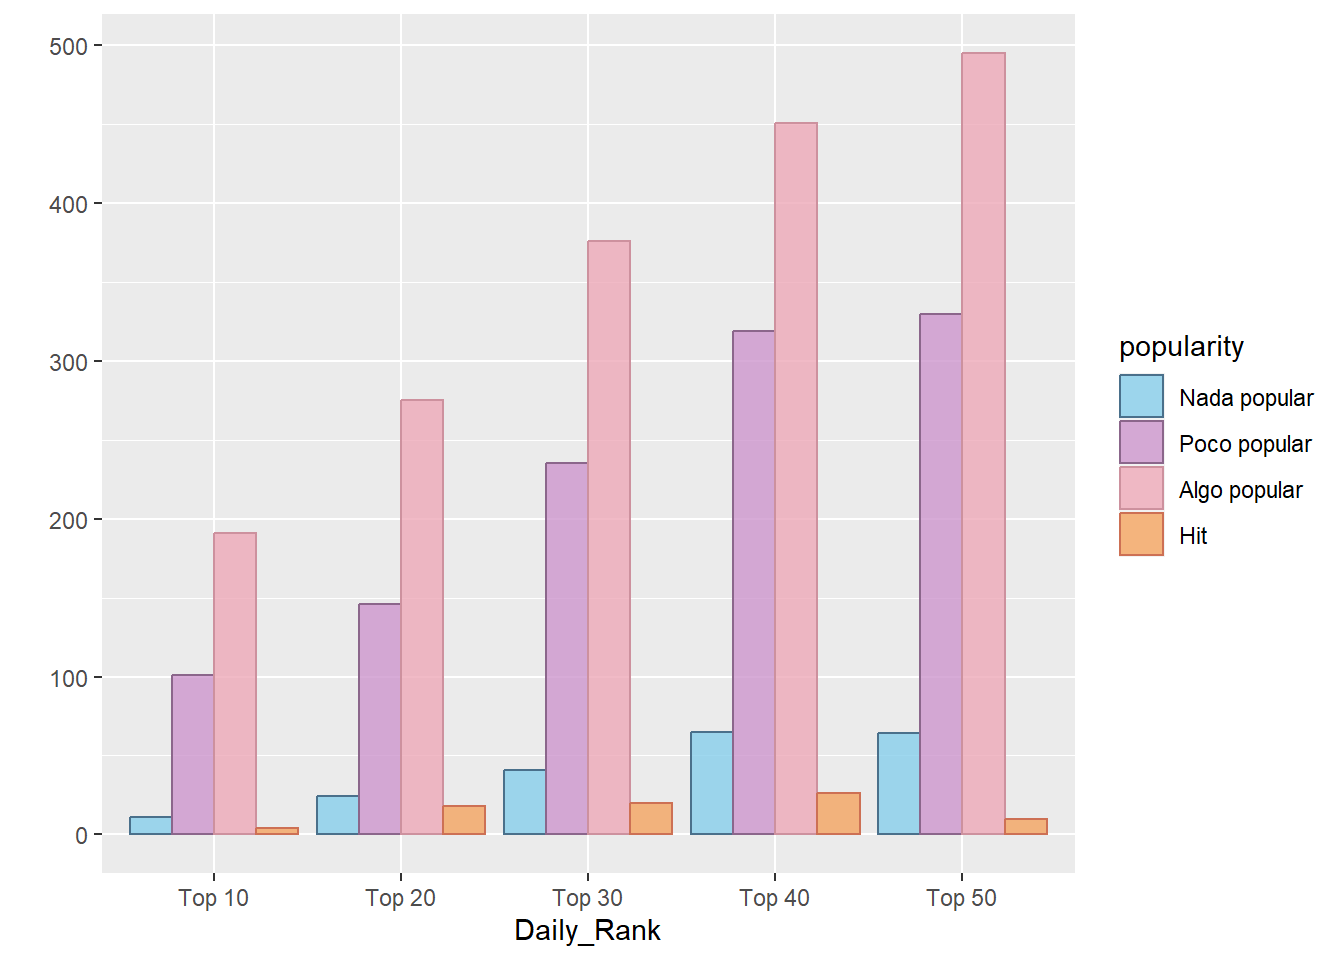 500
400
300
200
100
0
Top 10
Top 20
Top 30
Top 40
Top 50
Daily_Rank
popularity
Nada popular
Poco popular
Algo popular
Hit